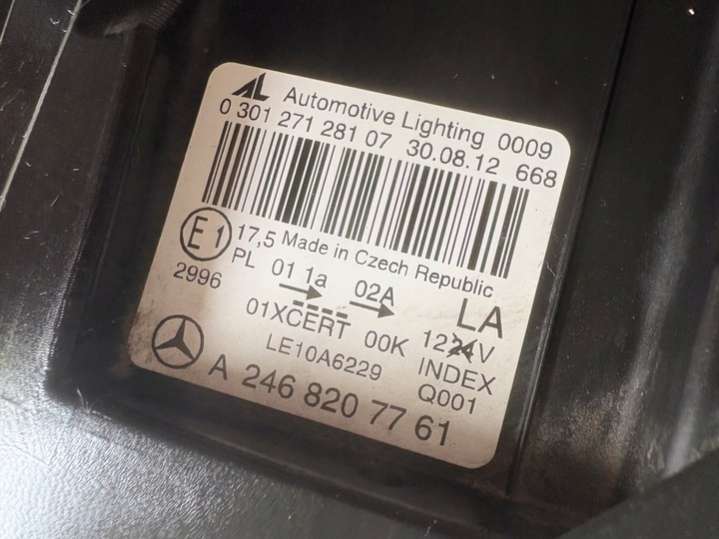 AL Automotive Lighting 0009
0 301 271 281 07 30.08.12 668
E1 17,5 Made in Czech Republic
2996 PL 01 1a 02A LA
01XCERT 00K 1224V
LE10A6229 INDEX
Q001
A 246 820 77 61